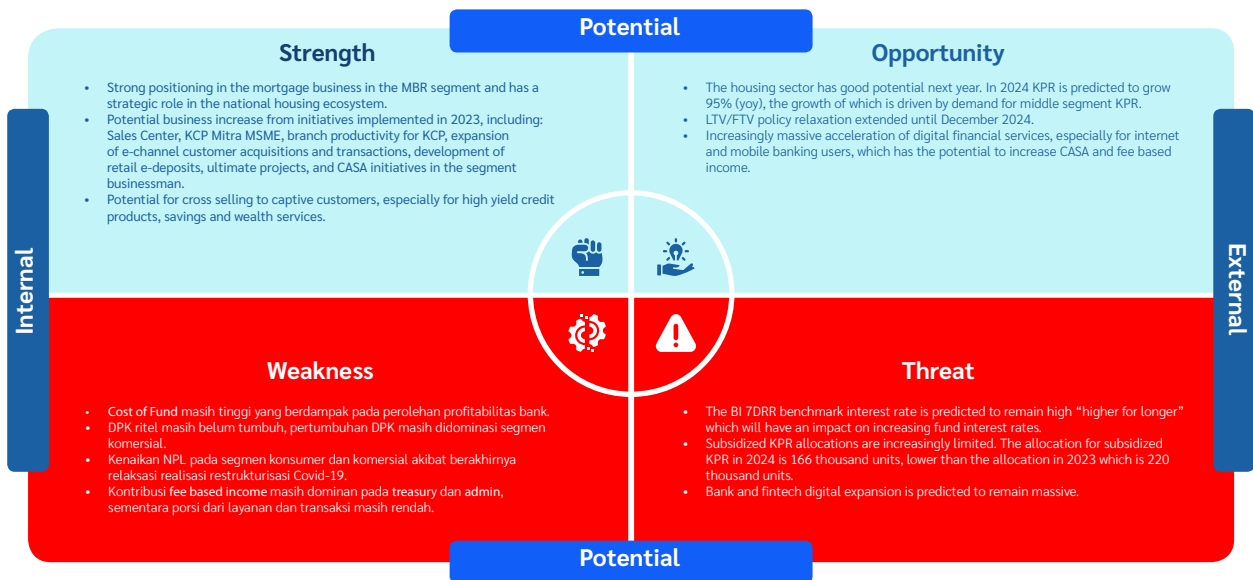 Potential
Strength
• Strong positioning in the mortgage business in the MBR segment and has a
strategic role in the national housing ecosystem.
• Potential business increase from initiatives implemented in 2023, including:
Sales Center, KCP Mitra MSME, branch productivity for KCP, expansion
of e-channel customer acquisitions and transactions, development of
retail e-deposits, ultimate projects, and CASA initiatives in the segment
businessman.
• Potential for cross selling to captive customers, especially for high yield credit
products, savings and wealth services.
Opportunity
• The housing sector has good potential next year. In 2024 KPR is predicted to grow
95% (yoy), the growth of which is driven by demand for middle segment KPR.
• LTV/FTV policy relaxation extended until December 2024.
• Increasingly massive acceleration of digital financial services, especially for internet
and mobile banking users, which has the potential to increase CASA and fee based
income.
Internal
External
Weakness
• Cost of Fund masih tinggi yang berdampak pada perolehan profitabilitas bank.
• DPK ritel masih belum tumbuh, pertumbuhan DPK masih didominasi segmen
komersial.
• Kenaikan NPL pada segmen konsumer dan komersial akibat berakhirnya
relaksasi realisasi restrukturisasi Covid-19.
• Kontribusi fee based income masih dominan pada treasury dan admin,
sementara porsi dari layanan dan transaksi masih rendah.
Threat
• The BI 7DRR benchmark interest rate is predicted to remain high “higher for longer”
which will have an impact on increasing fund interest rates.
• Subsidized KPR allocations are increasingly limited. The allocation for subsidized
KPR in 2024 is 166 thousand units, lower than the allocation in 2023 which is 220
thousand units.
• Bank and fintech digital expansion is predicted to remain massive.
Potential